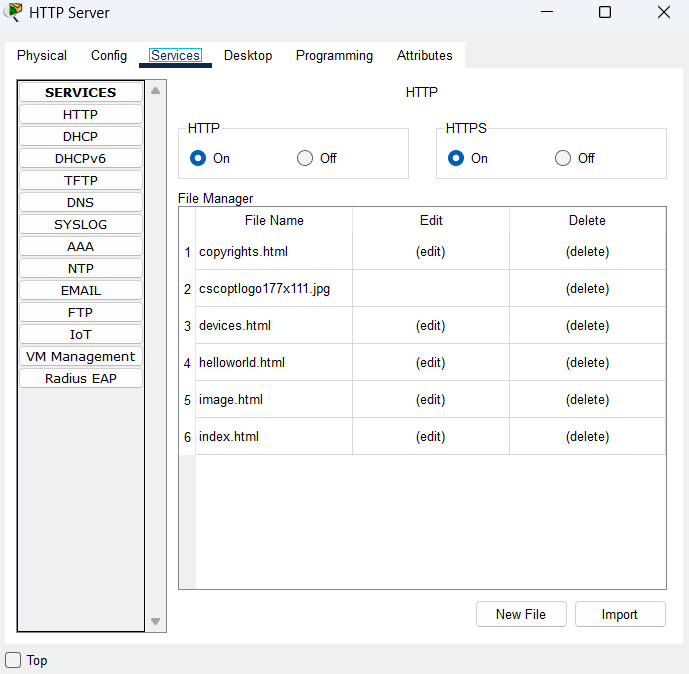 HTTP Server
Physical Config Services Desktop Programming Attributes
SERVICES
HTTP
DHCP
DHCPv6
TFTP
DNS
SYSLOG
AAA
NTP
EMAIL
FTP
IoT
VM Management
Radius EAP
HTTP
HTTP
On Off
HTTPS
On Off
File Manager
File Name Edit Delete
1 copyrights.html (edit) (delete)
2 cscoptlogo177x111.jpg (delete)
3 devices.html (edit) (delete)
4 helloworld.html (edit) (delete)
5 image.html (edit) (delete)
6 index.html (edit) (delete)
New File Import
Top